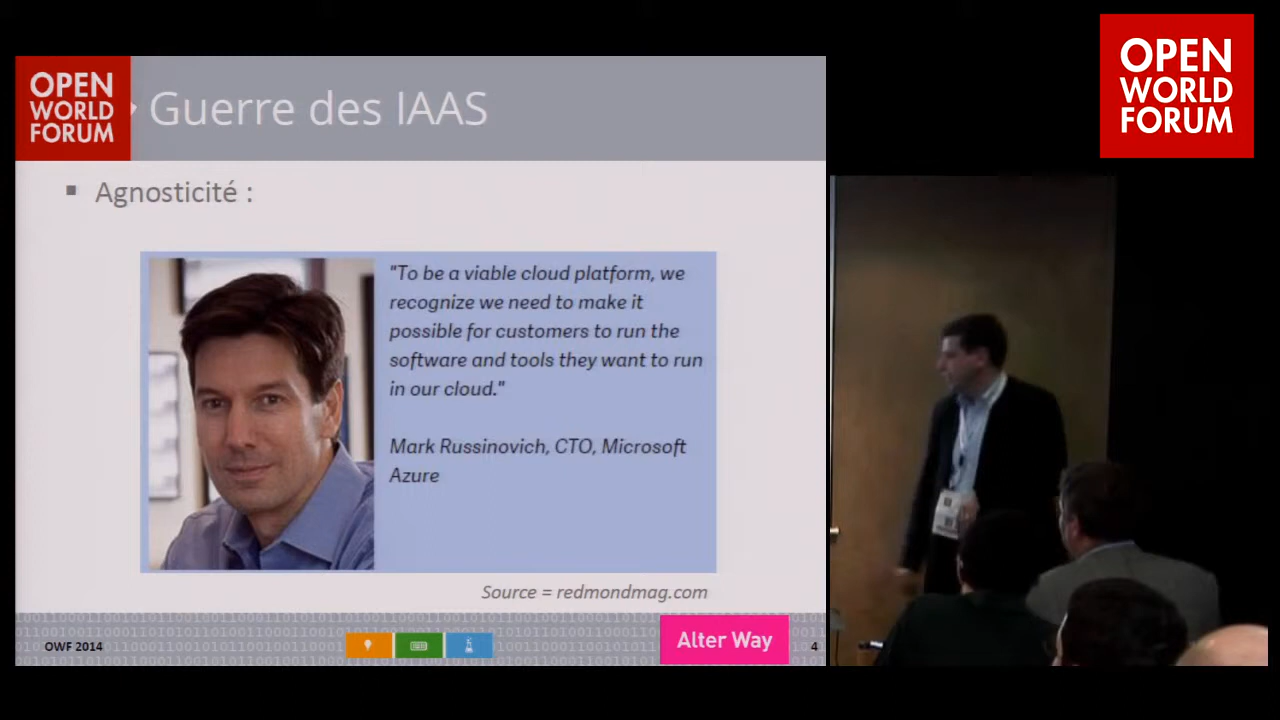 OPEN
WORLD
FORUM
Guerre des IAAS
Agnosticité :
"To be a viable cloud platform, we
recognize we need to make it
possible for customers to run the
software and tools they want to run
in our cloud."
Mark Russinovich, CTO, Microsoft
Azure
Source = redmondmag.com
OWF 2014
Alter Way
4
OPEN
WORLD
FORUM